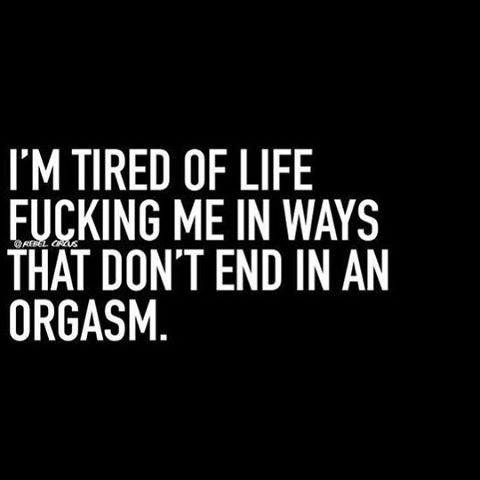 I'M TIRED OF LIFE
FUCKING ME IN WAYS
@REBEL CIRCUS
THAT DON'T END IN AN
ORGASM.